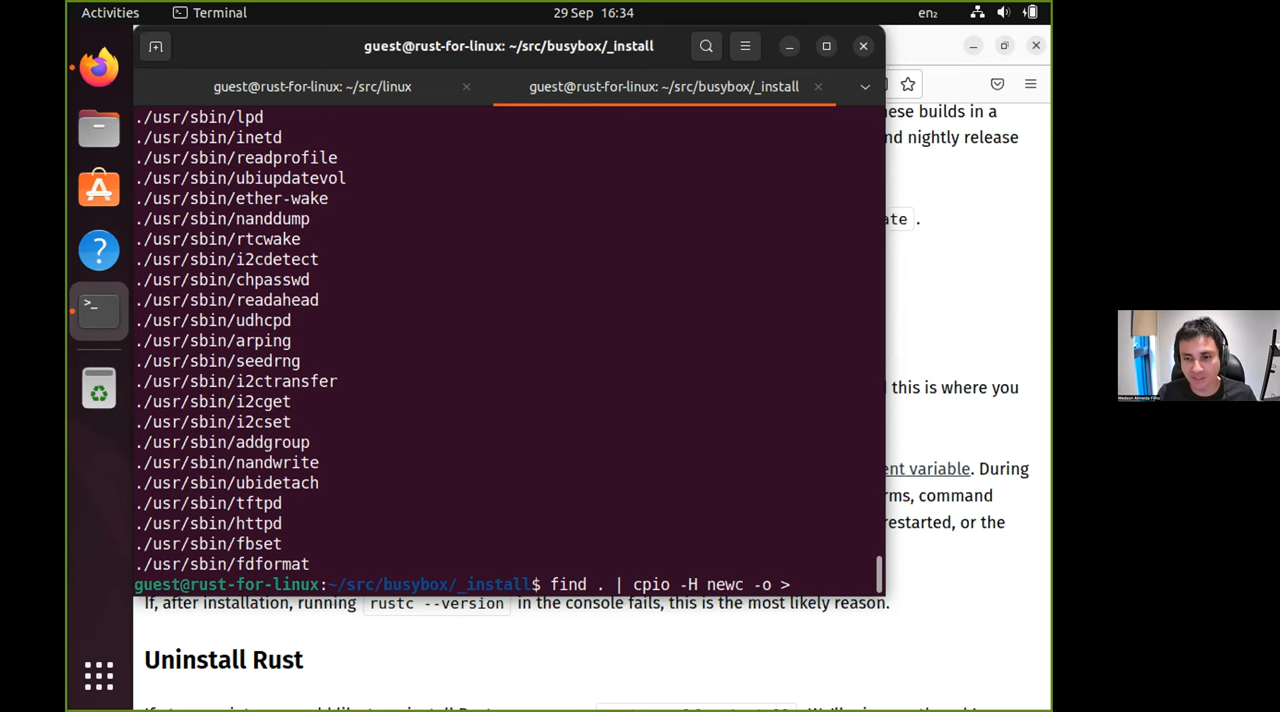 Activities
Terminal
29 Sep 16:34
en2
guest@rust-for-linux: ~/src/busybox/_install
guest@rust-for-linux: ~/src/linux
guest@rust-for-linux: ~/src/busybox/_install
./usr/sbin/lpd
./usr/sbin/inetd
./usr/sbin/readprofile
./usr/sbin/ubiupdatevol
./usr/sbin/ether-wake
./usr/sbin/nanddump
./usr/sbin/rtcwake
./usr/sbin/i2cdetect
./usr/sbin/chpasswd
./usr/sbin/readahead
./usr/sbin/udhcpd
./usr/sbin/arping
./usr/sbin/seedrng
./usr/sbin/i2ctransfer
./usr/sbin/i2cget
./usr/sbin/i2cset
./usr/sbin/addgroup
./usr/sbin/nandwrite
./usr/sbin/ubidetach
./usr/sbin/tftpd
./usr/sbin/httpd
./usr/sbin/fbset
./usr/sbin/fdformat
guest@rust-for-linux:~/src/busybox/_install$ find . | cpio -H newc -o >
builds in a
nd nightly release
ate .
this is where you
ent variable. During
rms, command
restarted, or the
If, after installation, running rustc --version in the console fails, this is the most likely reason.
Uninstall Rust
Wedson Almeida Filho